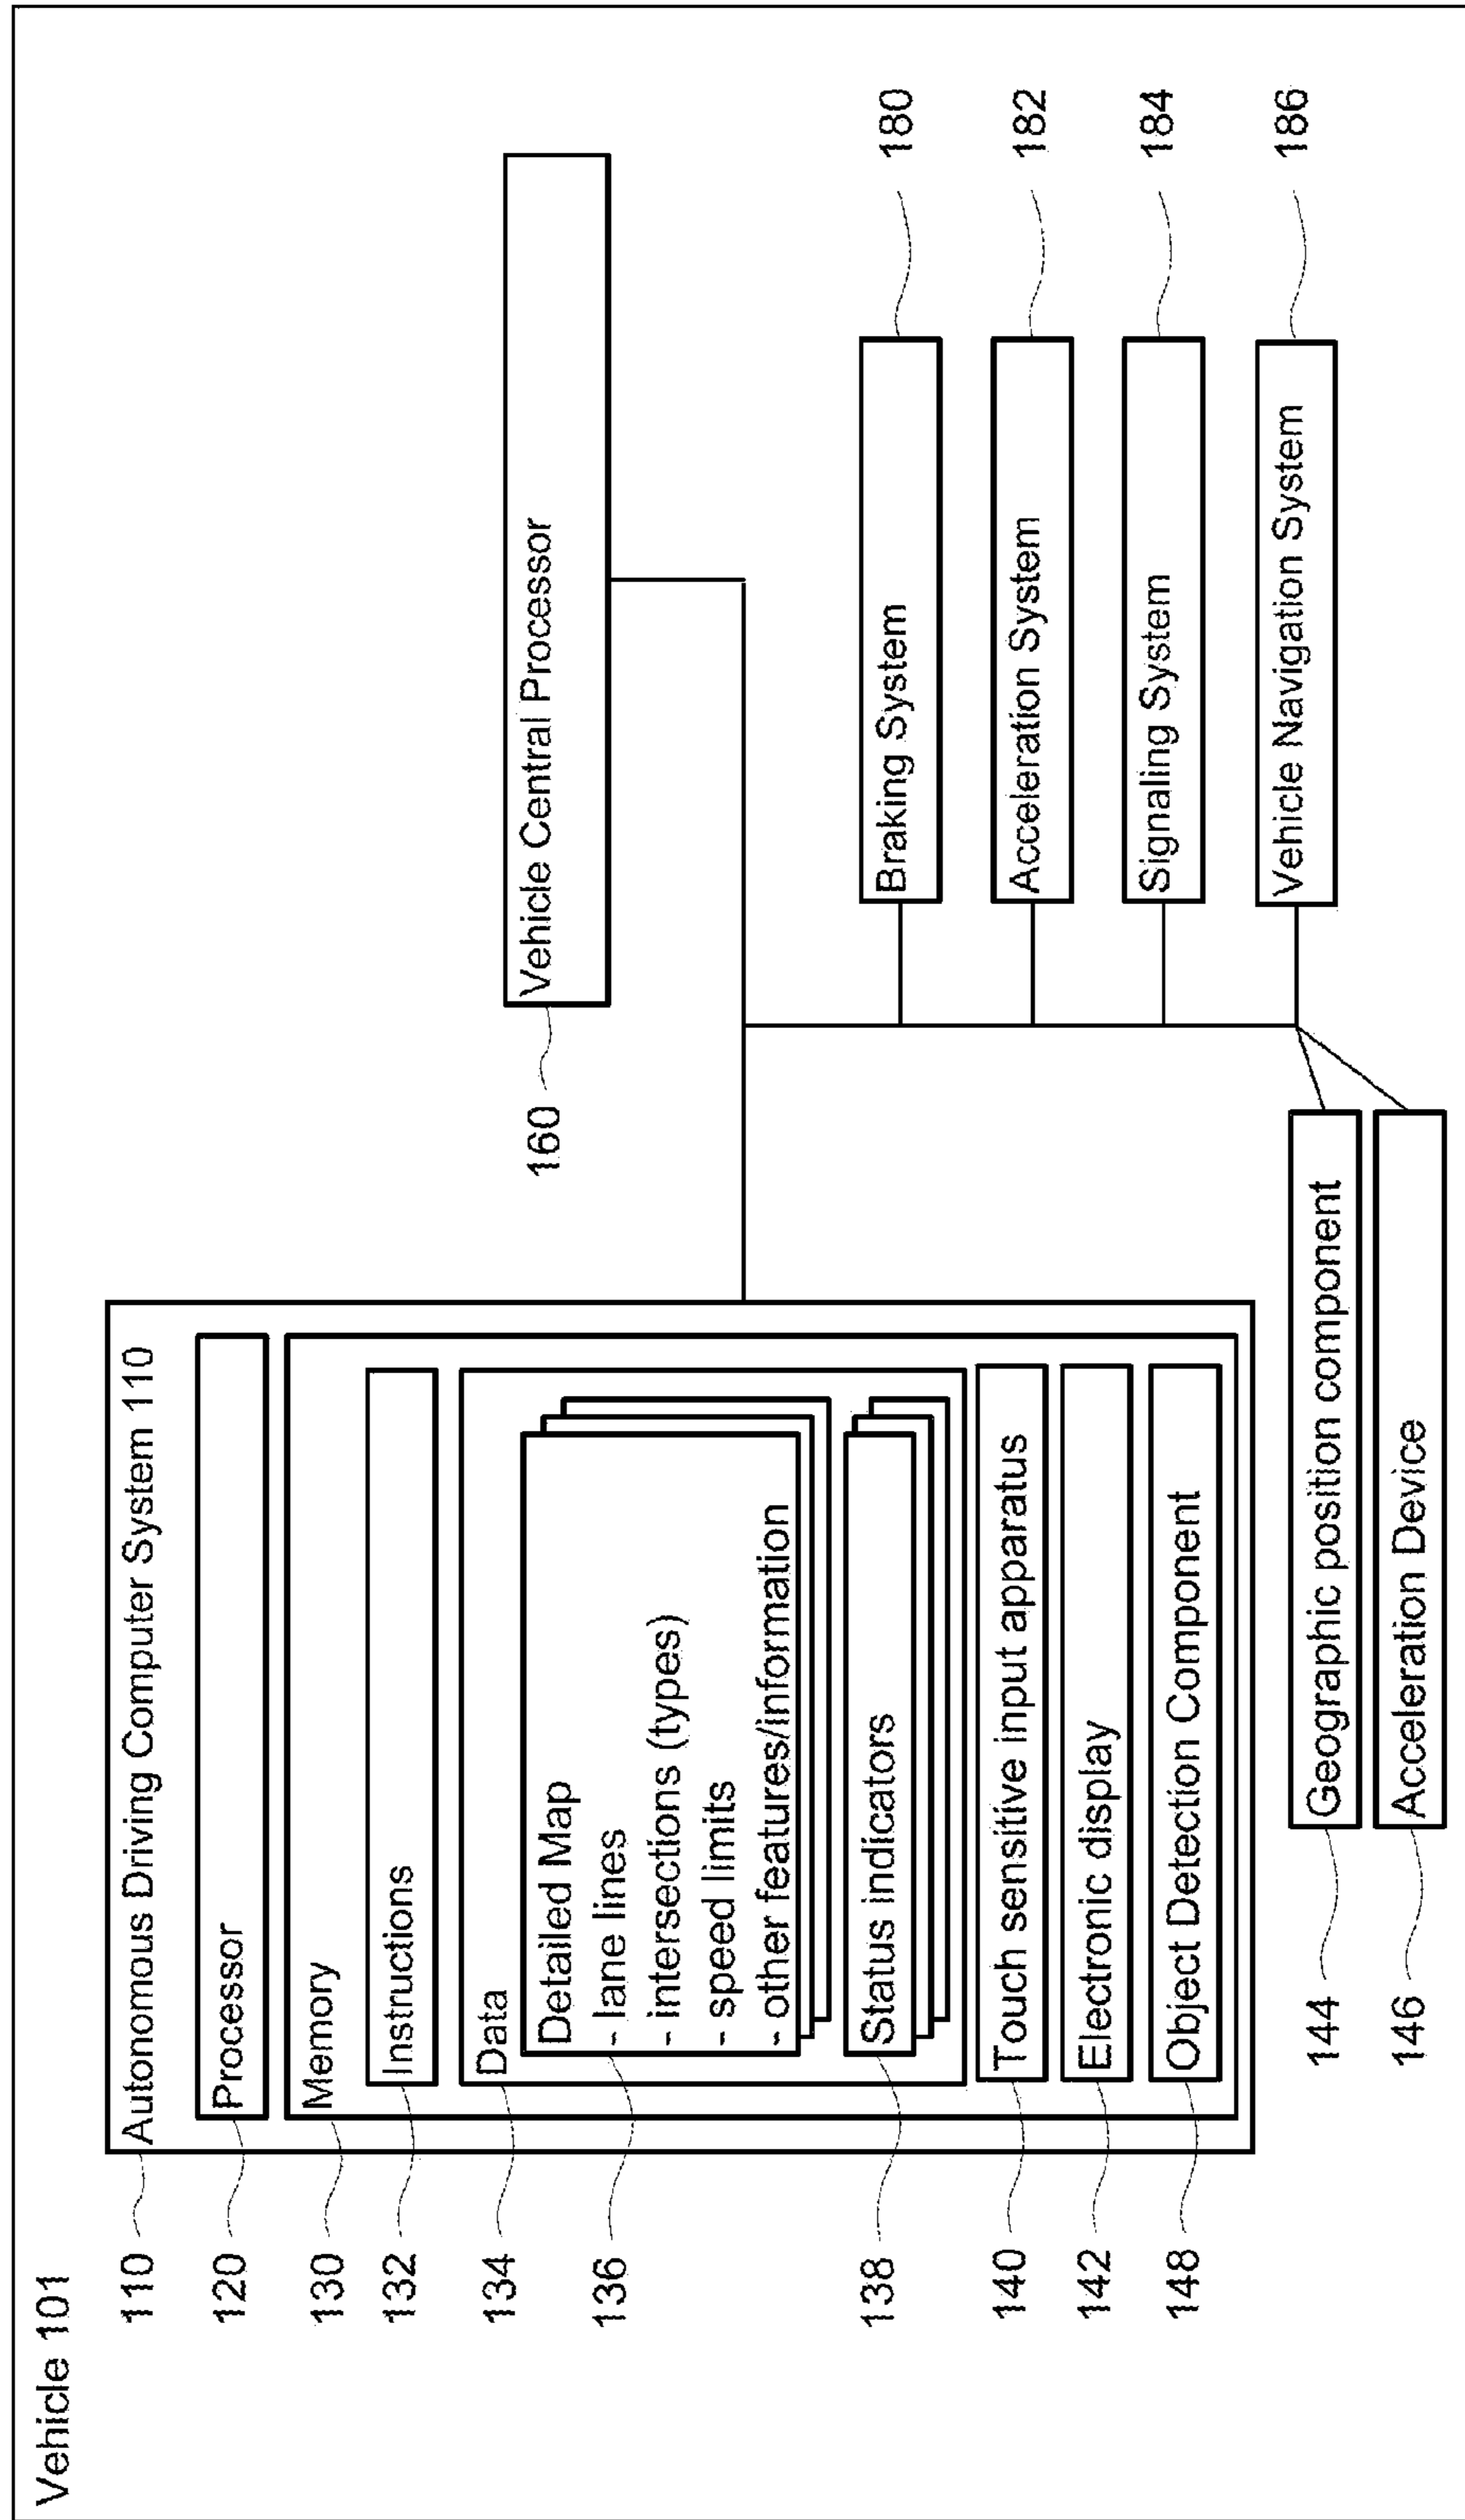 Vehicle 101
110
Autonomous Driving Computer System 110
120
Processor
130
Memory
132
Instructions
134
Data
136
Detailed Map
- lane lines
- intersections (types)
- speed limits
- other features/information
138
Status indicators
140
Touch sensitive input apparatus
142
Electronic display
148
Object Detection Component
144
Geographic position component
146
Acceleration Device
160
Vehicle Central Processor
Braking System
180
Acceleration System
182
Signaling System
184
Vehicle Navigation System
186